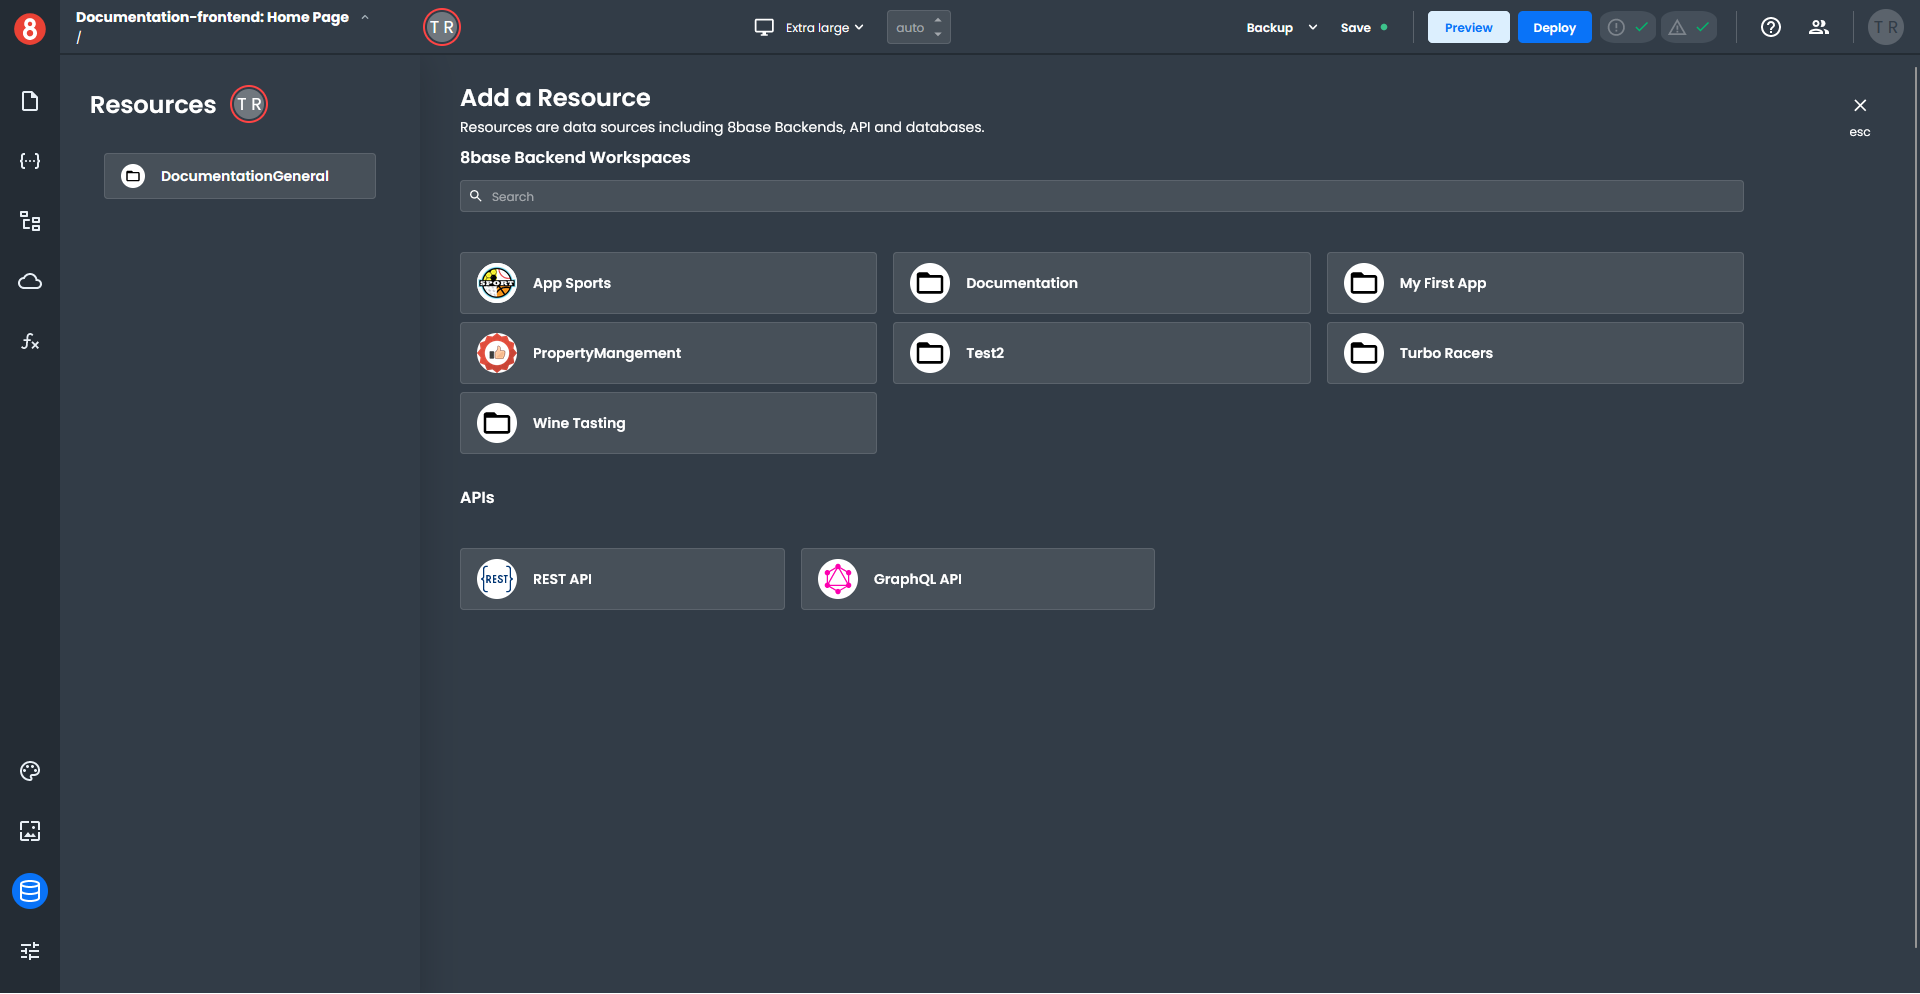 8
Documentation-frontend: Home Page
/
T R
Extra large
auto
Backup
Save
Preview
Deploy
T R
Resources
T R
DocumentationGeneral
Add a Resource
Resources are data sources including 8base Backends, API and databases.
esc
8base Backend Workspaces
Search
SPORT
App Sports
Documentation
My First App
PropertyMangement
Test2
Turbo Racers
Wine Tasting
APIs
{REST}
REST API
GraphQL API
fx